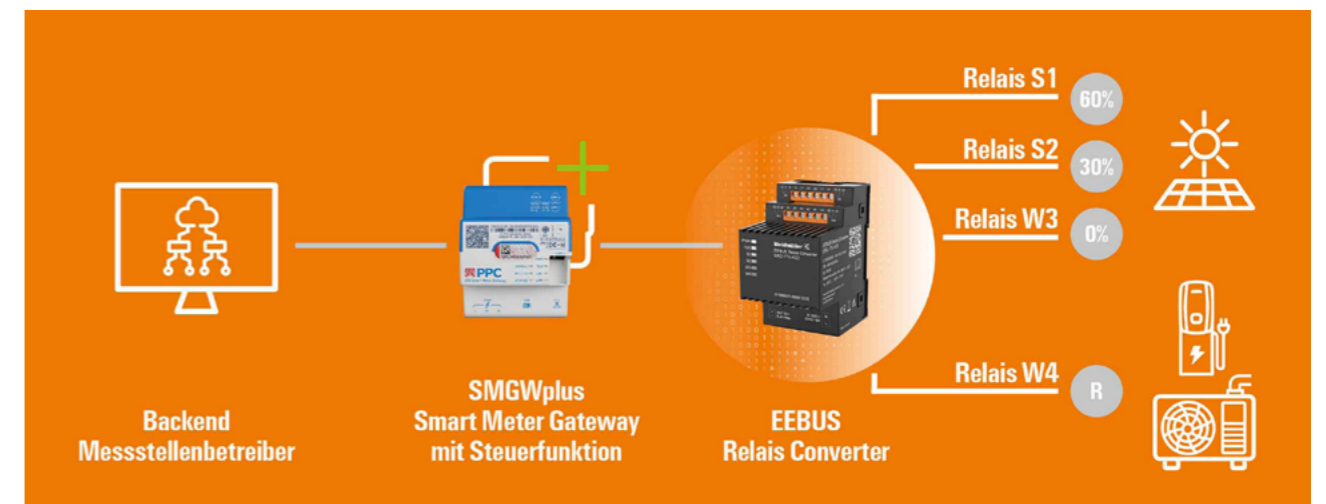 Relais S1
60%
Relais S2
30%
Relais W3
0%
Relais W4
R
PPC
Weidmüller
Backend
Messstellenbetreiber
SMGWplus
Smart Meter Gateway
mit Steuerfunktion
EEBUS
Relais Converter